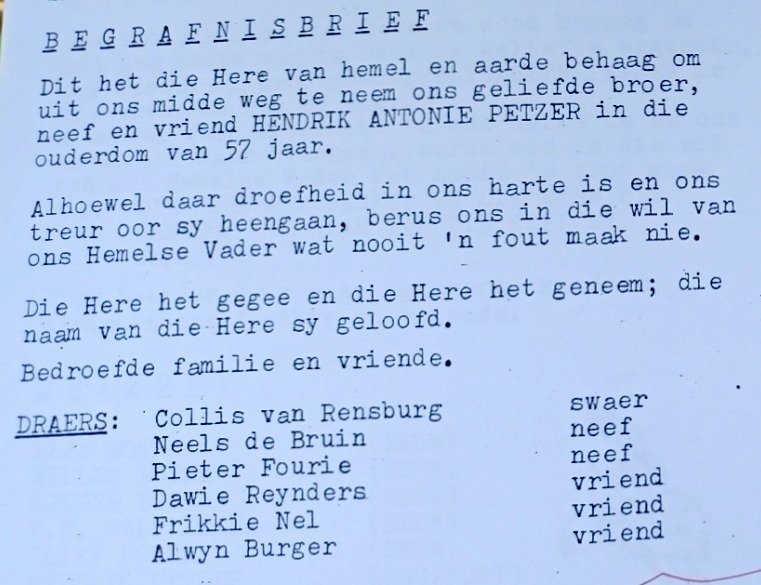 B E G R A F N I S B R I E F
Dit het die Here van hemel en aarde behaag om
uit ons midde weg te neem ons geliefde broer,
neef en vriend HENDRIK ANTONIE PETZER in die
ouderdom van 57 jaar.
Alhoewel daar droefheid in ons harte is en ons
treur oor sy heengaan, berus ons in die wil van
ons Hemelse Vader wat nooit 'n fout maak nie.
Die Here het gegee en die Here het geneem; die
naam van die Here sy geloofd.
Bedroefde familie en vriende.
DRAERS: Collis van Rensburg swaer
Neels de Bruin neef
Pieter Fourie neef
Dawie Reynders vriend
Frikkie Nel vriend
Alwyn Burger vriend